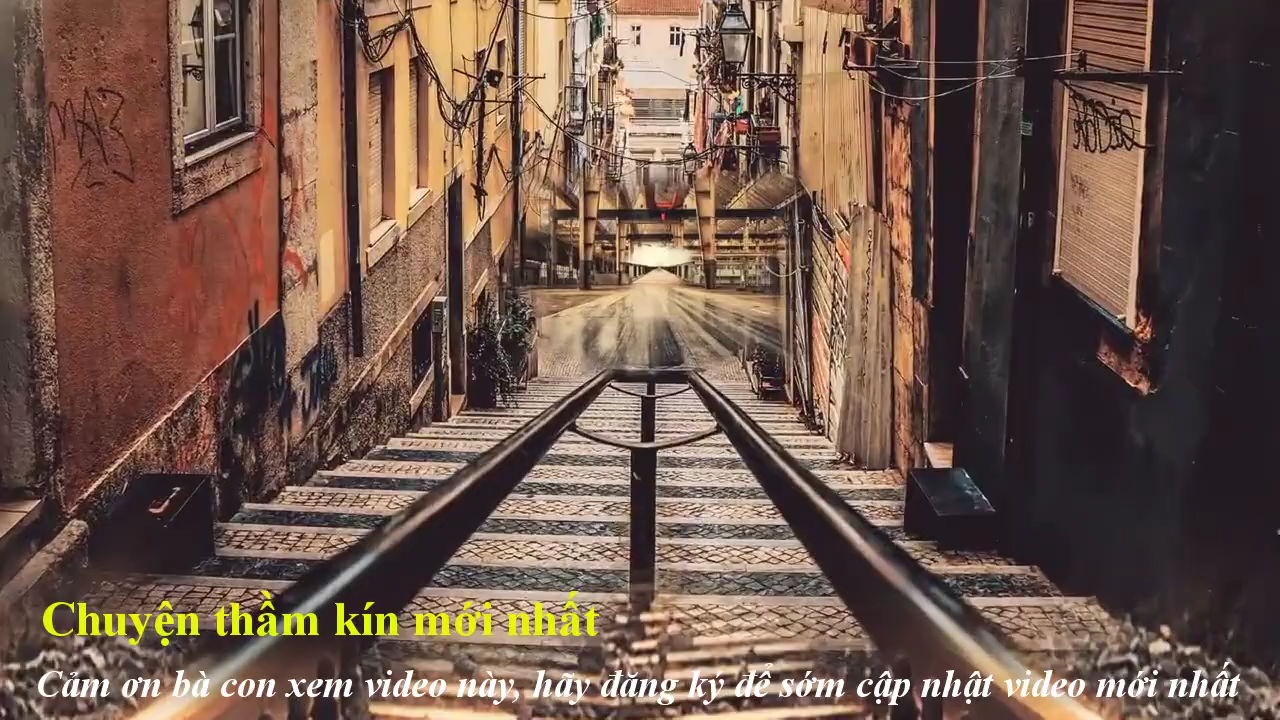 MAZ
Chuyện thầm kín mới nhất
Cảm ơn bà con xem video này, hãy đăng ký để sớm cập nhật video mới nhất